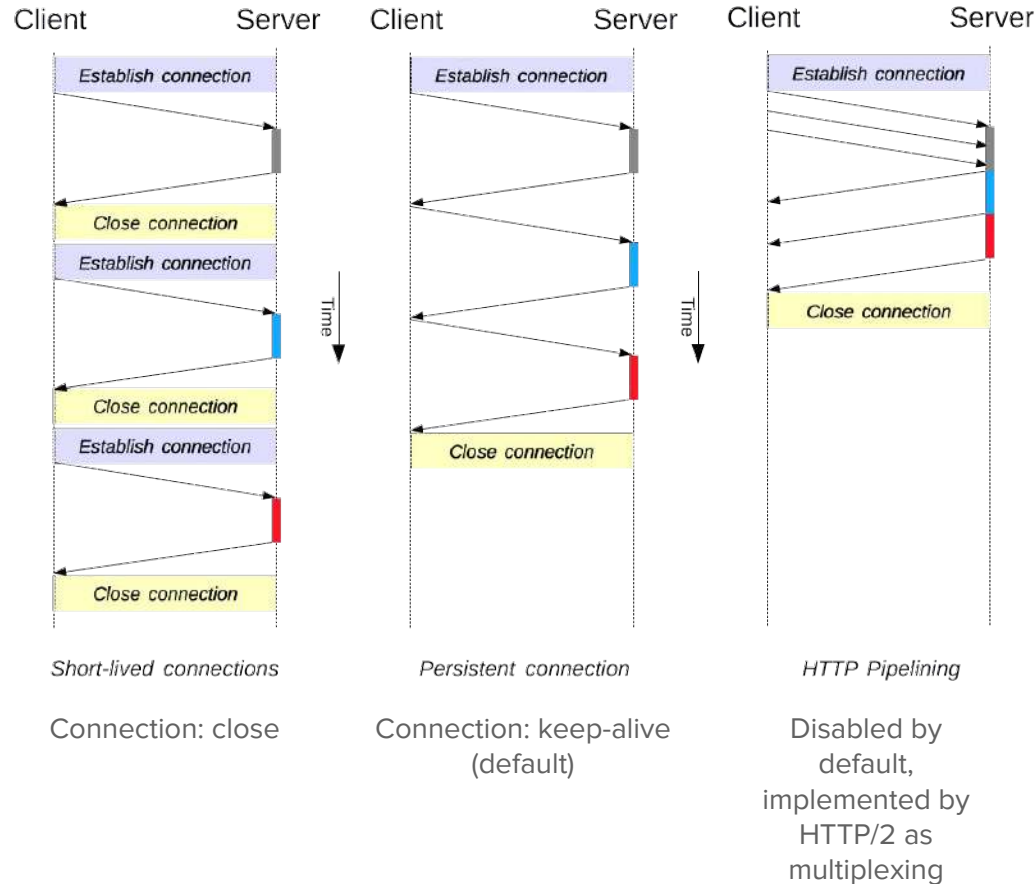 Client Server
Establish connection
Close connection
Establish connection
Close connection
Establish connection
Close connection
Short-lived connections
Connection: close
Time
Client Server
Establish connection
Close connection
Persistent connection
Connection: keep-alive
(default)
Time
Client Server
Establish connection
Close connection
HTTP Pipelining
Disabled by
default,
implemented by
HTTP/2 as
multiplexing